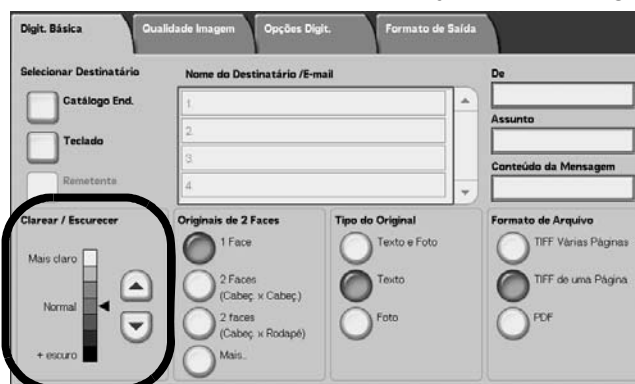 Digit. Básica
Qualidade Imagem
Opções Digit.
Formato de Saída
Selecionar Destinatário
Catálogo End.
Teclado
Remetente
Nome do Destinatário /E-mail
1.
2.
3.
4.
De
Assunto
Conteúdo da Mensagem
Clarear / Escurecer
Mais claro
Normal
+ escuro
Originais de 2 Faces
1 Face
2 Faces
(Cabeç. x Cabeç.)
2 faces
(Cabeç. x Rodapé)
Mais..
Tipo do Original
Texto e Foto
Texto
Foto
Formato de Arquivo
TIFF Várias Páginas
TIFF de uma Página
PDF